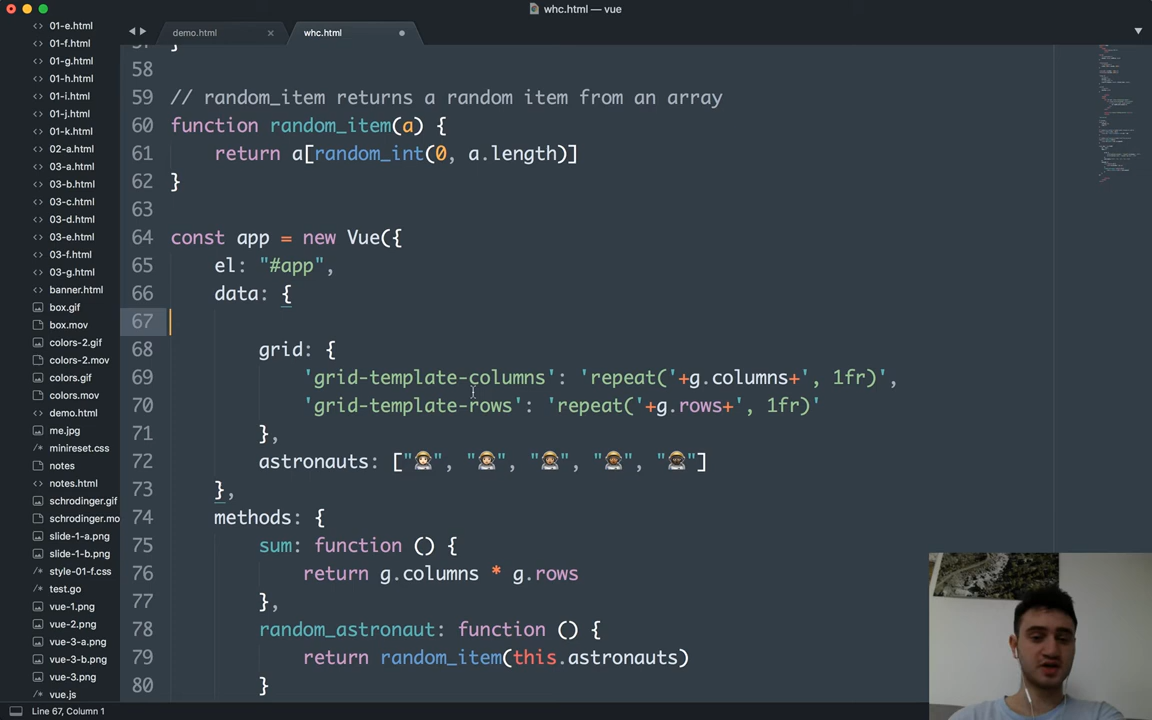 whc.html — vue
01-e.html
01-f.html
01-g.html
01-h.html
01-i.html
01-j.html
01-k.html
02-a.html
03-a.html
03-b.html
03-c.html
03-d.html
03-e.html
03-f.html
03-g.html
banner.html
box.gif
box.mov
colors-2.gif
colors-2.mov
colors.gif
colors.mov
demo.html
me.jpg
minireset.css
notes
notes.html
schrodinger.gif
schrodinger.mo
slide-1-a.png
slide-1-b.png
style-01-f.css
test.go
vue-1.png
vue-2.png
vue-3-a.png
vue-3-b.png
vue-3.png
vue.js
demo.html
whc.html
57 }
58
59 // random_item returns a random item from an array
60 function random_item(a) {
61 return a[random_int(0, a.length)]
62 }
63
64 const app = new Vue({
65 el: "#app",
66 data: {
67
68 grid: {
69 'grid-template-columns': 'repeat('+g.columns+', 1fr)',
70 'grid-template-rows': 'repeat('+g.rows+', 1fr)'
71 },
72 astronauts: ["👩🏻‍🚀", "👩🏼‍🚀", "👩🏽‍🚀", "👩🏾‍🚀", "👩🏿‍🚀"]
73 },
74 methods: {
75 sum: function () {
76 return g.columns * g.rows
77 },
78 random_astronaut: function () {
79 return random_item(this.astronauts)
80 }
Line 67, Column 1